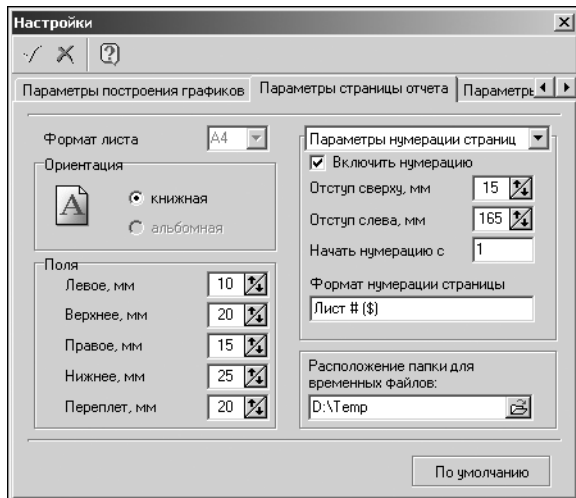 Настройки
Параметры построения графиков
Параметры страницы отчета
Параметры
Формат листа
A4
Ориентация
A
книжная
альбомная
Поля
Левое, мм
10
Верхнее, мм
20
Правое, мм
15
Нижнее, мм
25
Переплет, мм
20
Параметры нумерации страниц
Включить нумерацию
Отступ сверху, мм
15
Отступ слева, мм
165
Начать нумерацию с
1
Формат нумерации страницы
Лист # ($)
Расположение папки для
временных файлов:
D:\Temp
По умолчанию